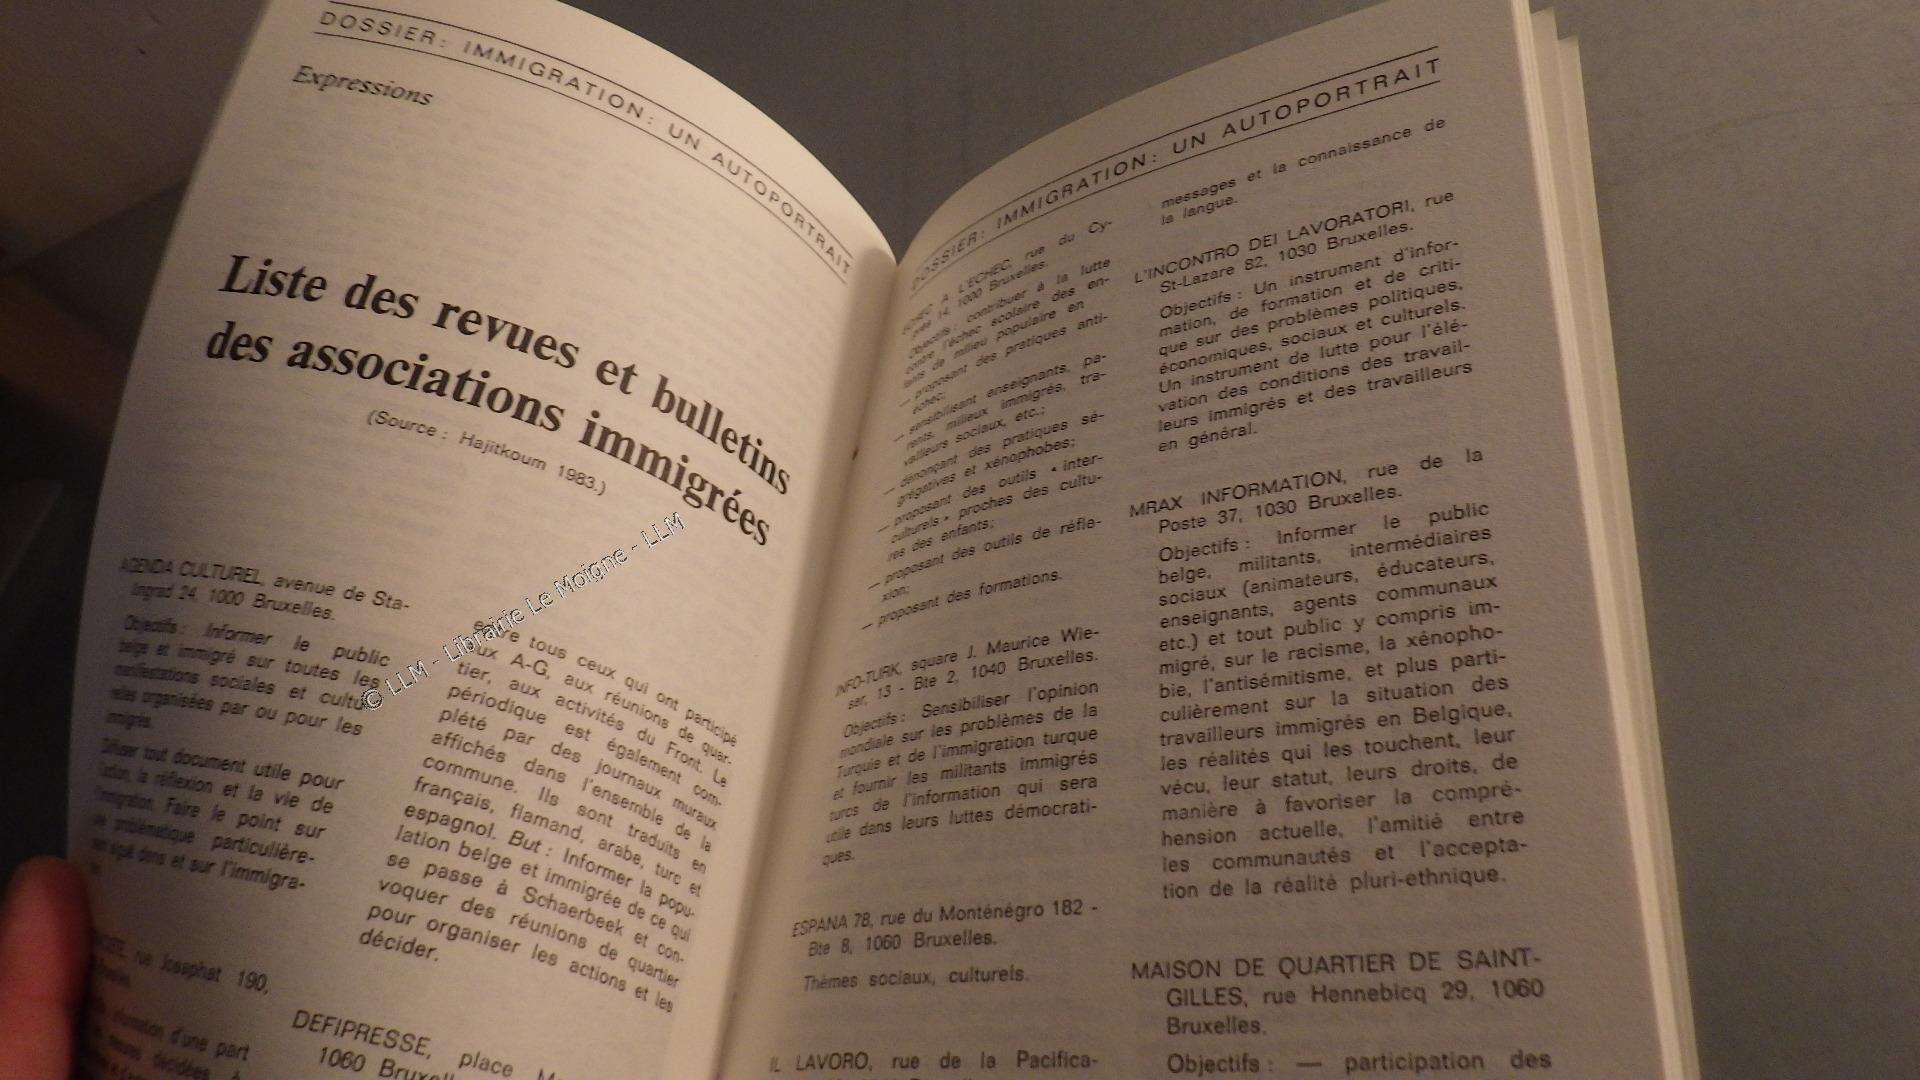 DOSSIER: IMMIGRATION: UN AUTOPORTRAIT
Expressions
Liste des revues et bulletins
des associations immigrées
(Source : Hajitkoum 1983.)
AGENDA CULTUREL, avenue de Sta-
lingrad 24, 1000 Bruxelles.
Objectifs : Informer le public
belge et immigré sur toutes les
manifestations sociales et cultu-
relles organisées par ou pour les
immigrés.
Diffuser tout document utile pour
l'action, la réflexion et la vie de
l'immigration. Faire le point sur
une problématique particulière-
dans et sur l'immigra-
rue Josaphat 190,
information d'une part
décidées
entre tous ceux qui ont participé
aux A-G, aux réunions de quar-
tier, aux activités du Front. Le
périodique est également com-
plété par des journaux muraux
affichés dans l'ensemble de la
commune. Ils sont traduits en
français, flamand, arabe, turc et
espagnol. But : Informer la popu-
lation belge et immigrée de ce qui
se passe à Schaerbeek et con-
voquer des réunions de quartier
pour organiser les actions et les
décider.
DEFIPRESSE, place
1060
© LLM - Librairie Le Moigne - LLM
DOSSIER: IMMIGRATION: UN AUTOPORTRAIT
ECHEC A L'ECHEC, rue du Cy-
près 14, 1000 Bruxelles.
Objectifs : contribuer à la lutte
contre l'échec scolaire des en-
fants de milieu populaire en
— proposant des pratiques anti-
échec;
— sensibilisant enseignants, pa-
rents, milieux immigrés, tra-
vailleurs sociaux, etc.;
— dénonçant des pratiques sé-
grégatives et xénophobes;
— proposant des outils « inter-
culturels » proches des cultu-
res des enfants;
— proposant des outils de réfle-
xion;
— proposant des formations.
INFO-TURK, square J. Maurice Wie-
ser, 13 - Bte 2, 1040 Bruxelles.
Objectifs : Sensibiliser l'opinion
mondiale sur les problèmes de la
Turquie et de l'immigration turque
et fournir les militants immigrés
turcs de l'information qui sera
utile dans leurs luttes démocrati-
ques.
ESPANA 78, rue du Monténégro 182 -
Bte 8, 1060 Bruxelles.
Thèmes sociaux, culturels.
IL LAVORO, rue de la Pacifica-
messages et la connaissance de
la langue.
L'INCONTRO DEI LAVORATORI, rue
St-Lazare 82, 1030 Bruxelles.
Objectifs : Un instrument d'infor-
mation, de formation et de criti-
que sur des problèmes politiques,
économiques, sociaux et culturels.
Un instrument de lutte pour l'élé-
vation des conditions des travail-
leurs immigrés et des travailleurs
en général.
MRAX INFORMATION, rue de la
Poste 37, 1030 Bruxelles.
Objectifs : Informer le public
belge, militants, intermédiaires
sociaux (animateurs, éducateurs,
enseignants, agents communaux
etc.) et tout public y compris im-
migré, sur le racisme, la xénopho-
bie, l'antisémitisme, et plus parti-
culièrement sur la situation des
travailleurs immigrés en Belgique,
les réalités qui les touchent, leur
vécu, leur statut, leurs droits, de
manière à favoriser la compré-
hension actuelle, l'amitié entre
les communautés et l'accepta-
tion de la réalité pluri-ethnique.
MAISON DE QUARTIER DE SAINT-
GILLES, rue Hennebicq 29, 1060
Bruxelles.
Objectifs : — participation des